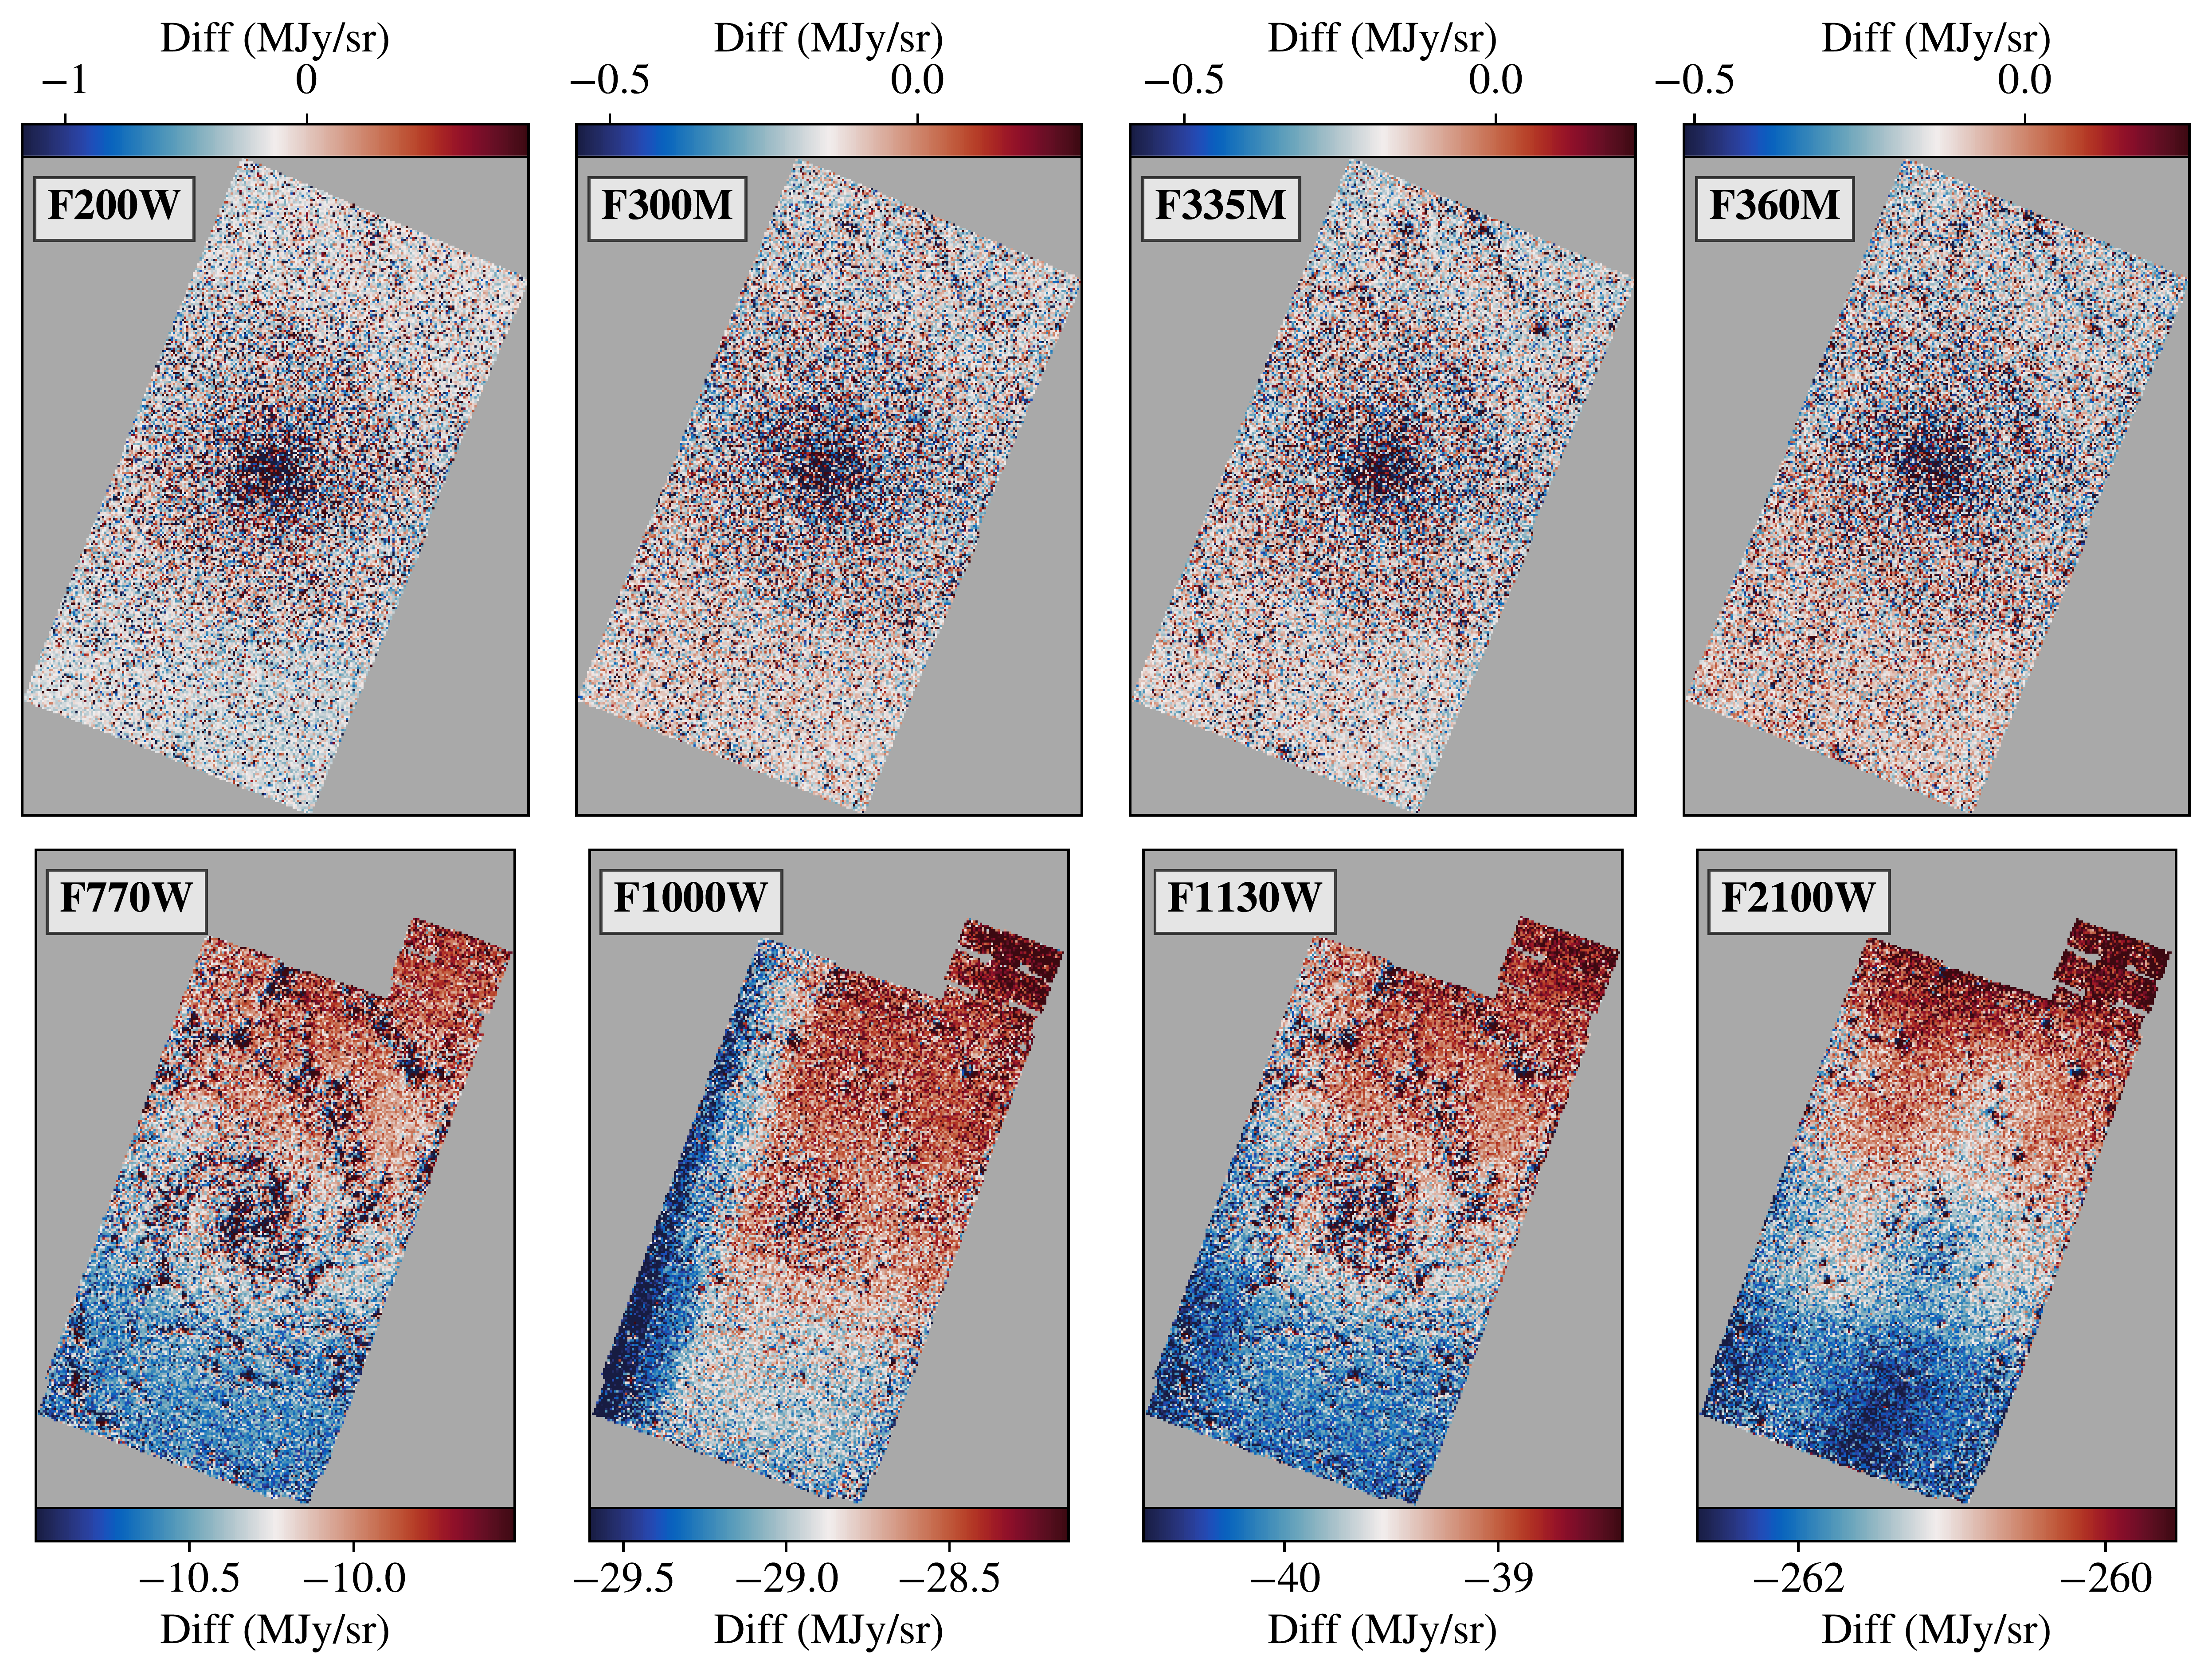 Diff (MJy/sr) Diff (MJy/sr) Diff (MJy/sr) Diff (MJy/sr)
−1 0 −0.5 0.0 −0.5 0.0 −0.5 0.0
F200W F300M F335M F360M
F770W F1000W F1130W F2100W
−10.5 −10.0 −29.5 −29.0 −28.5 −40 −39 −262 −260
Diff (MJy/sr) Diff (MJy/sr) Diff (MJy/sr) Diff (MJy/sr)